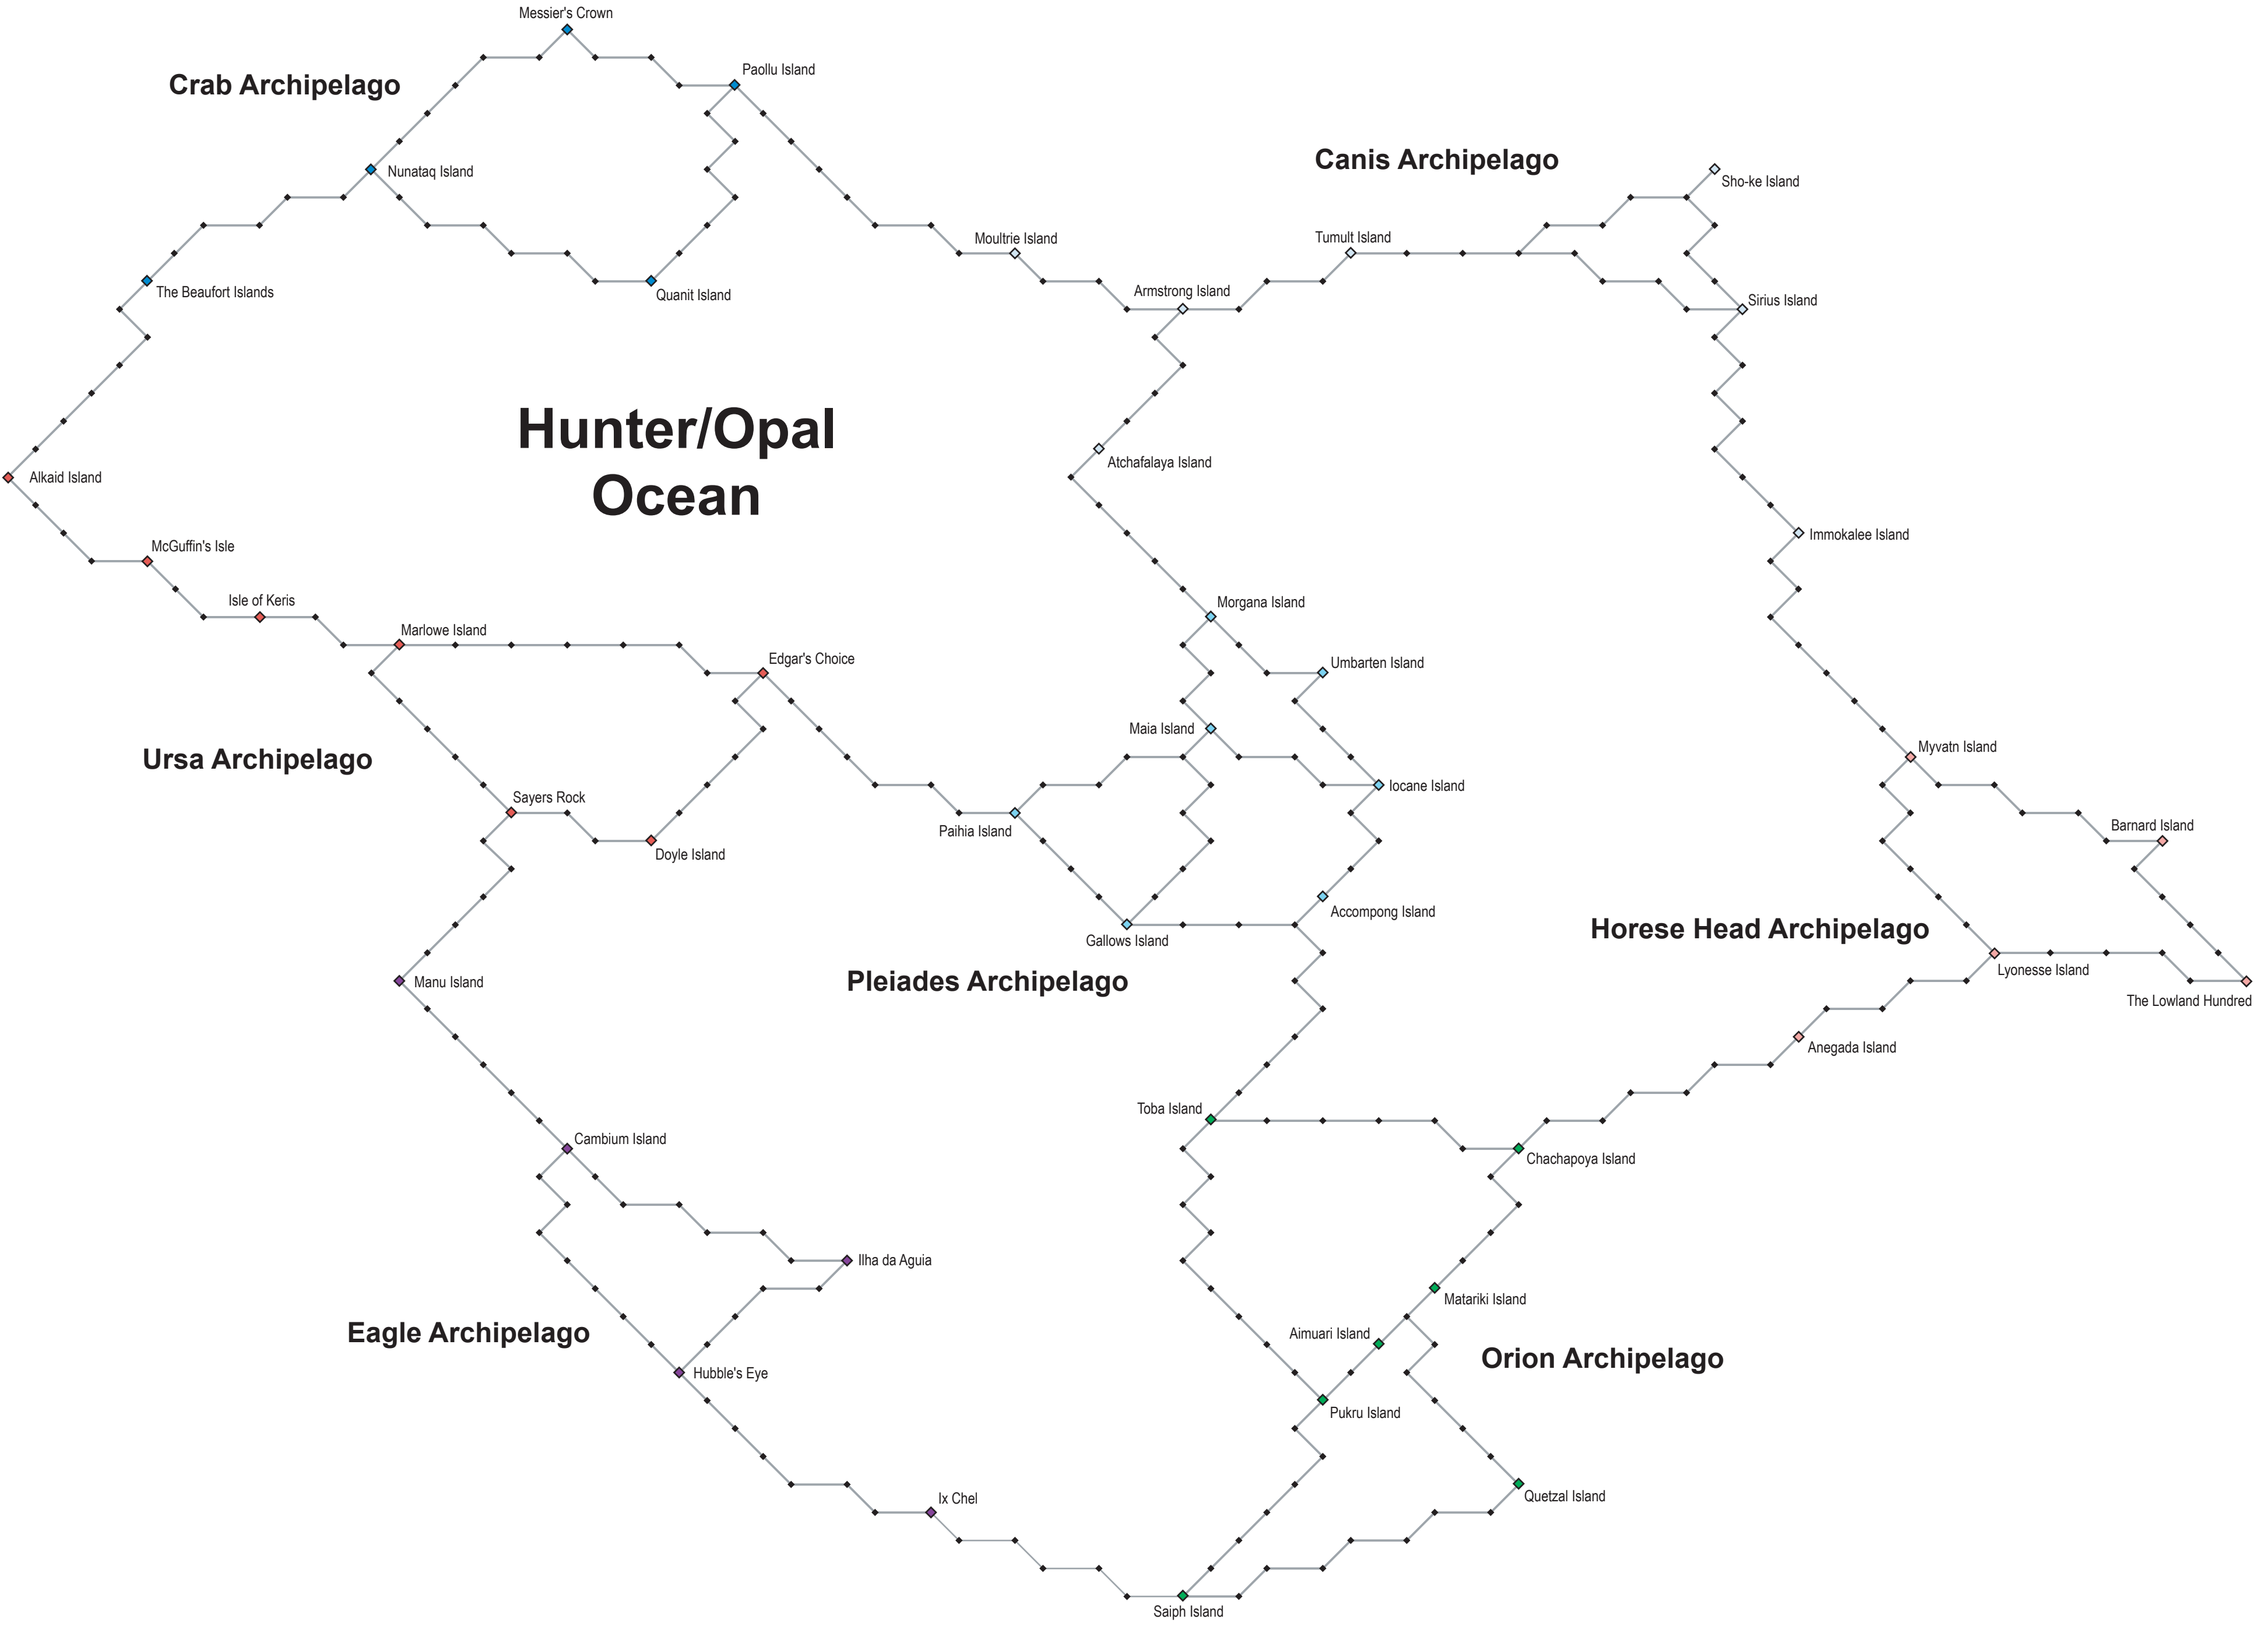 Messier's Crown
Crab Archipelago
Paollu Island
Nunataq Island
Canis Archipelago
Sho-ke Island
Moultrie Island
Tumult Island
The Beaufort Islands
Quanit Island
Armstrong Island
Sirius Island
Hunter/Opal
Ocean
Atchafalaya Island
Alkaid Island
Immokalee Island
McGuffin's Isle
Isle of Keris
Morgana Island
Marlowe Island
Edgar's Choice
Umbarten Island
Maia Island
Ursa Archipelago
Myvatn Island
Iocane Island
Sayers Rock
Paihia Island
Barnard Island
Doyle Island
Accompong Island
Gallows Island
Horese Head Archipelago
Lyonesse Island
Manu Island
Pleiades Archipelago
The Lowland Hundred
Anegada Island
Toba Island
Cambium Island
Chachapoya Island
Ilha da Aguia
Matariki Island
Eagle Archipelago
Aimuari Island
Orion Archipelago
Hubble's Eye
Pukru Island
Ix Chel
Quetzal Island
Saiph Island